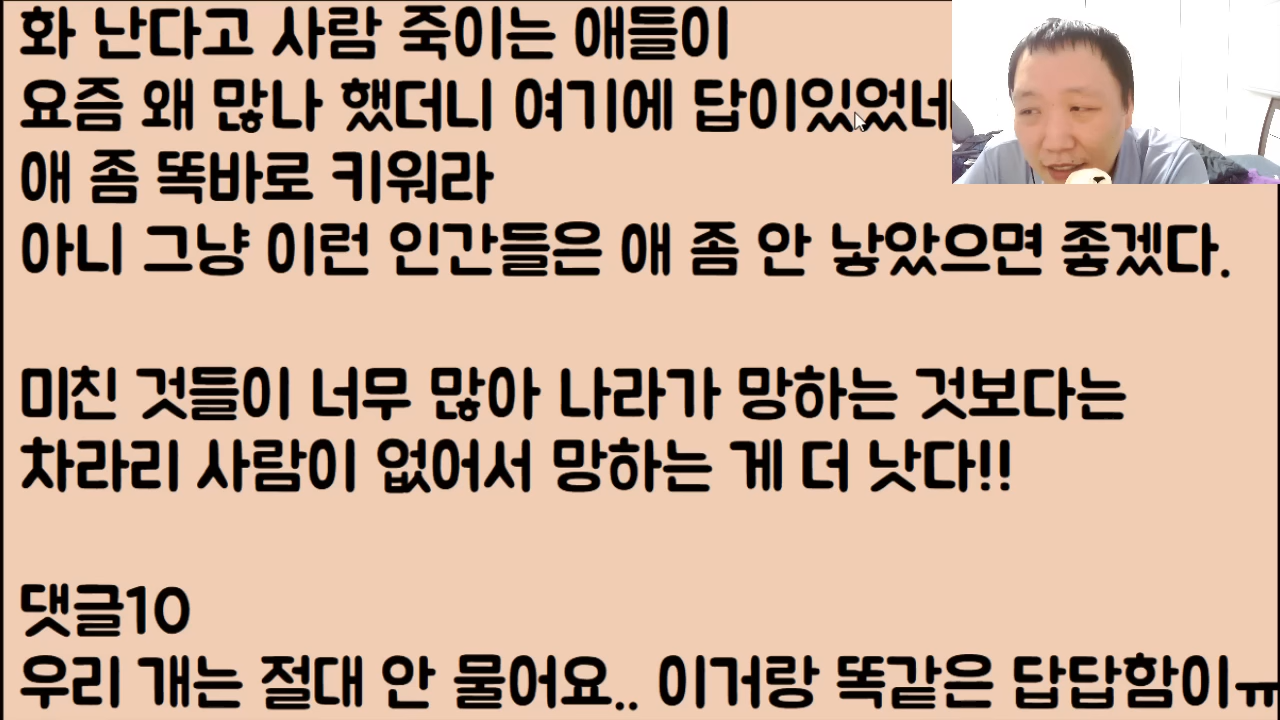 화 난다고 사람 죽이는 애들이
요즘 왜 많나 했더니 여기에 답이있었네
애 좀 똑바로 키워라
아니 그냥 이런 인간들은 애 좀 안 낳았으면 좋겠다.
미친 것들이 너무 많아 나라가 망하는 것보다는
차라리 사람이 없어서 망하는 게 더 낫다!!
댓글10
우리 개는 절대 안 물어요.. 이거랑 똑같은 답답함이ㅠ